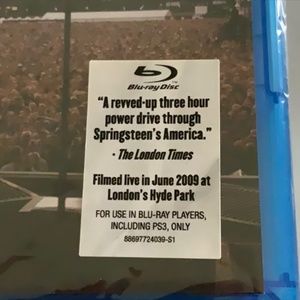 Blu-ray Disc
“A revved-up three hour
power drive through
Springsteen’s America.”
- The London Times
Filmed live in June 2009 at
London’s Hyde Park
FOR USE IN BLU-RAY PLAYERS,
INCLUDING PS3, ONLY
88697724039-S1